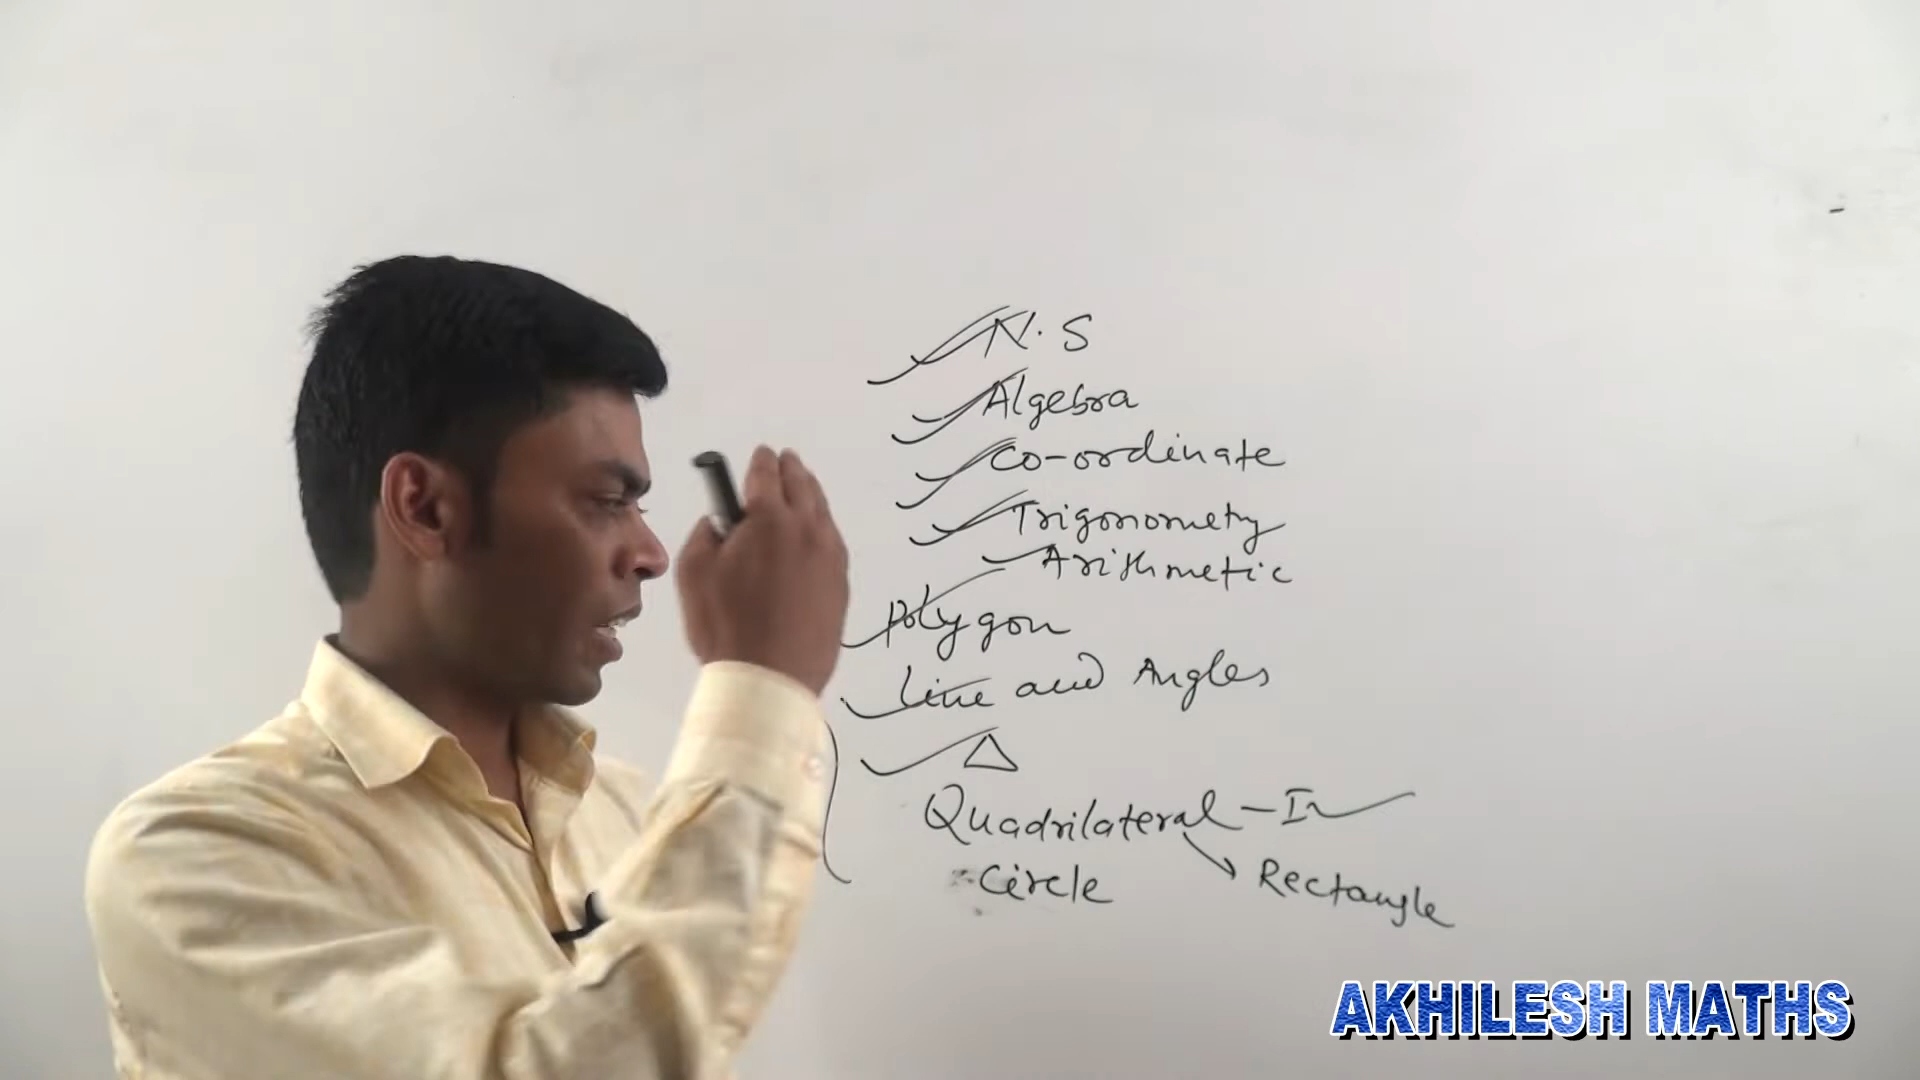 N.S
Algebra
Co-ordinate
Trigonometry
Arithmetic
Polygon
Line and Angles
Quadrilateral - I
Rectangle
Circle
AKHILESH MATHS